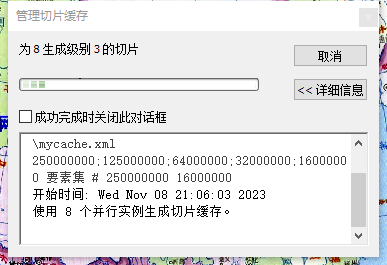 管理切片缓存
为 8 生成级别 3 的切片
取消
<< 详细信息
成功完成时关闭此对话框
\mycache.xml
250000000;125000000;64000000;32000000;1600000
0 要素集 # 250000000 16000000
开始时间: Wed Nov 08 21:06:03 2023
使用 8 个并行实例生成切片缓存。